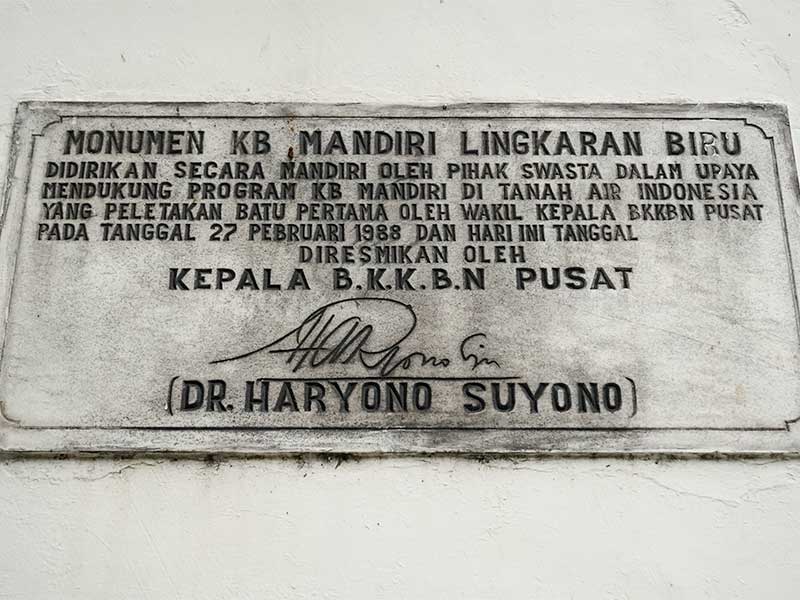 MONUMEN KB MANDIRI LINGKARAN BIRU
DIDIRIKAN SECARA MANDIRI OLEH PIHAK SWASTA DALAM UPAYA
MENDUKUNG PROGRAM KB MANDIRI DI TANAH AIR INDONESIA
YANG PELETAKAN BATU PERTAMA OLEH WAKIL KEPALA BKKBN PUSAT
PADA TANGGAL 27 PEBRUARI 1988 DAN HARI INI TANGGAL
DIRESMIKAN OLEH
KEPALA B.K.K.B.N PUSAT
(DR. HARYONO SUYONO)